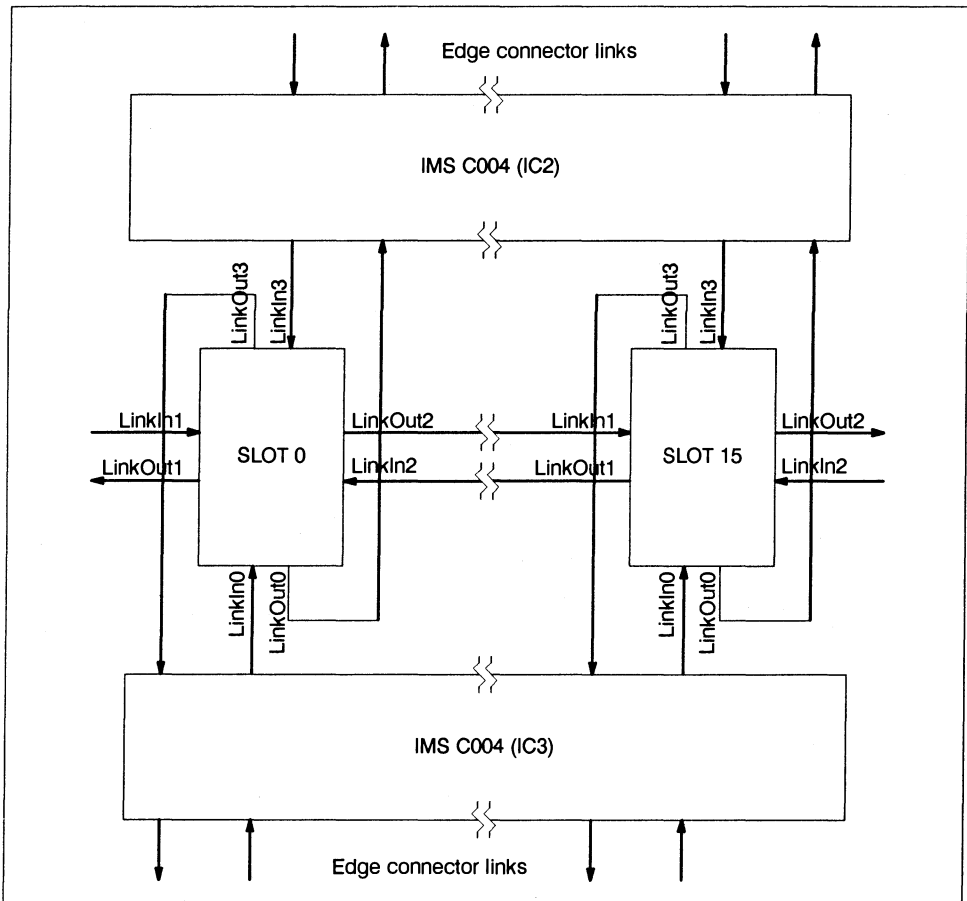 Edge connector links
IMS C004 (IC2)
LinkOut3
LinkIn3
LinkOut3
LinkIn3
LinkIn1
LinkOut2
LinkIn1
LinkOut2
SLOT 0
SLOT 15
LinkOut1
LinkIn2
LinkOut1
LinkIn2
LinkIn0
LinkOut0
LinkIn0
LinkOut0
IMS C004 (IC3)
Edge connector links